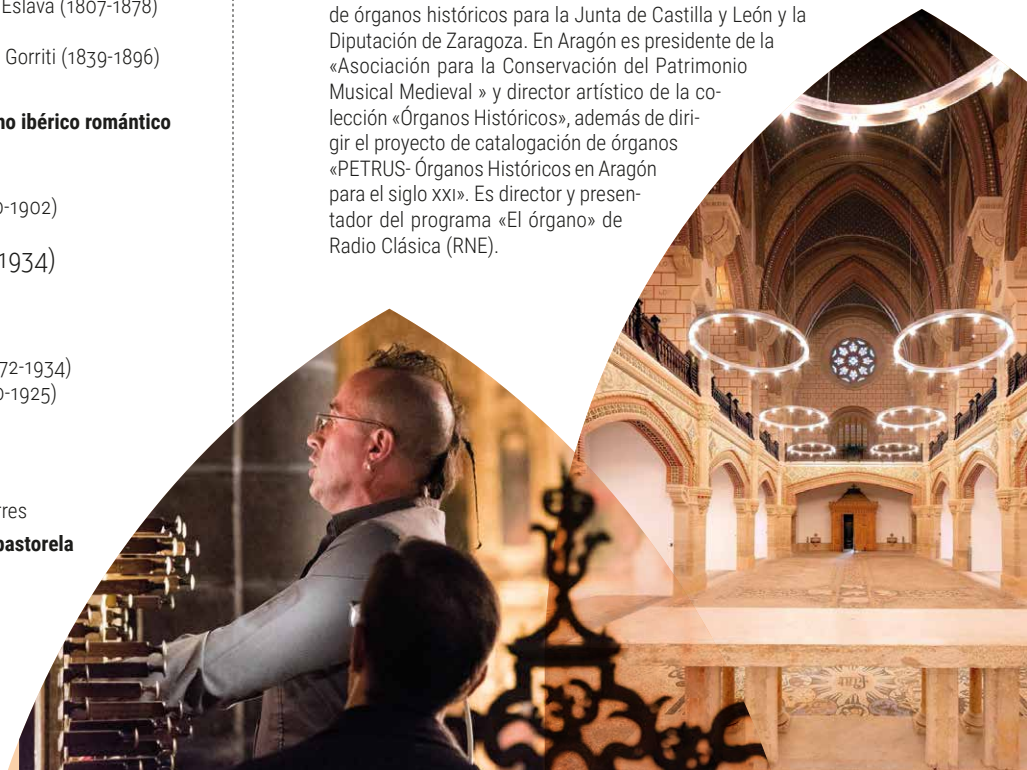 Eslava (1807-1878)
Gorriti (1839-1896)
no ibérico romántico
0-1902)
1934)
72-1934)
0-1925)
rres
pastorela
de órganos históricos para la Junta de Castilla y León y la
Diputación de Zaragoza. En Aragón es presidente de la
«Asociación para la Conservación del Patrimonio
Musical Medieval » y director artístico de la co-
lección «Órganos Históricos», además de diri-
gir el proyecto de catalogación de órganos
«PETRUS- Órganos Históricos en Aragón
para el siglo XXI». Es director y presen-
tador del programa «El órgano» de
Radio Clásica (RNE).